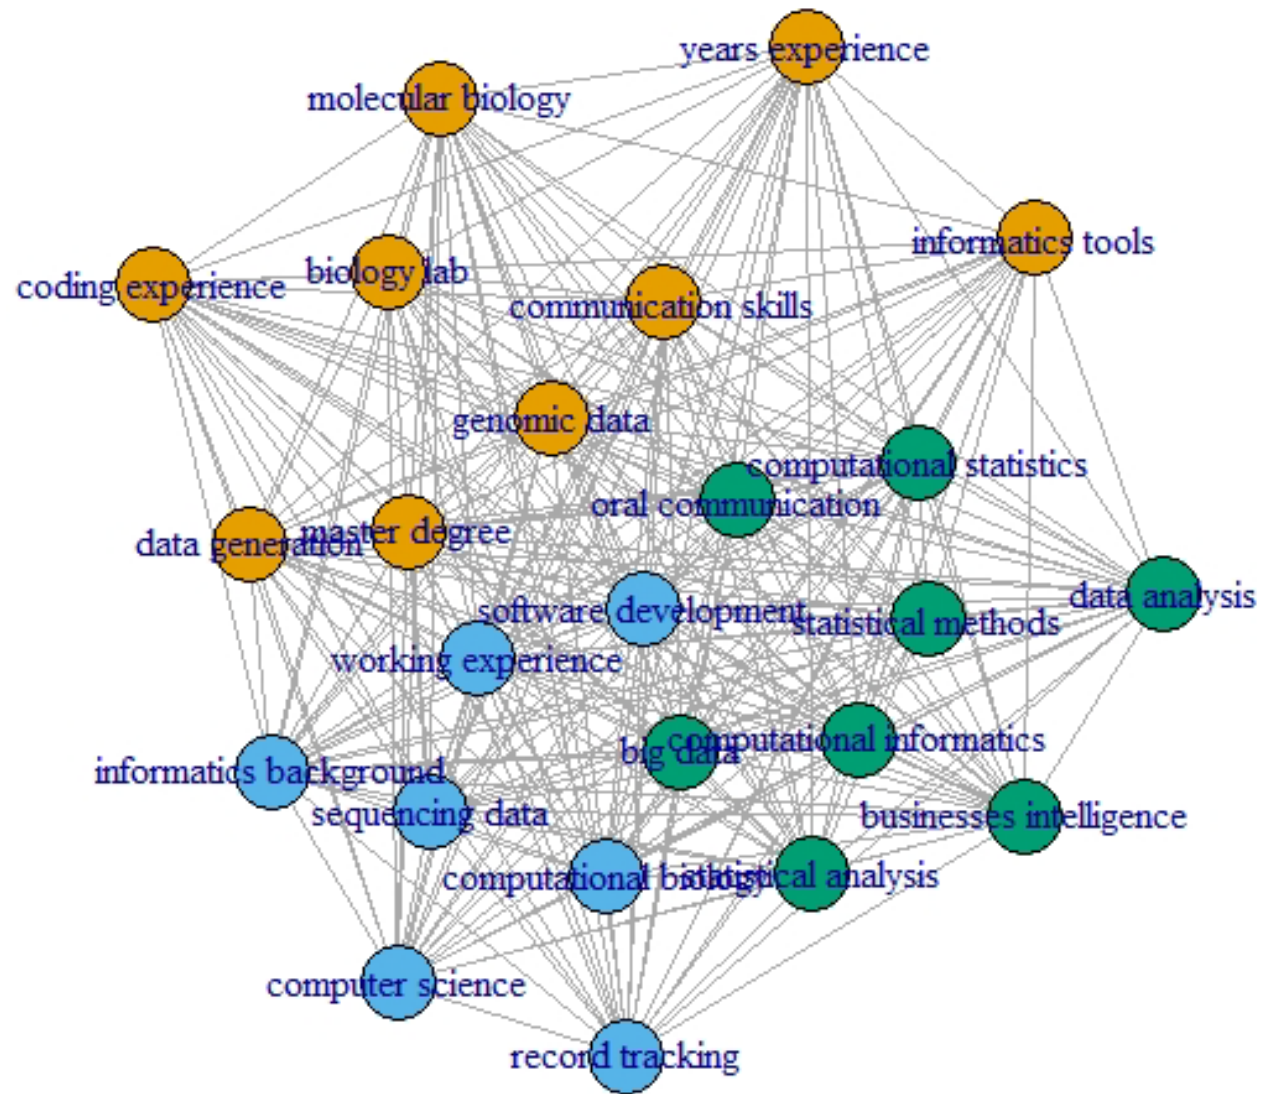 years experience
molecular biology
informatics tools
biology lab
coding experience
communication skills
genomic data
computational statistics
oral communication
master degree
data generation
data analysis
software development
statistical methods
working experience
computational informatics
big data
informatics background
sequencing data
businesses intelligence
computational biology
statistical analysis
computer science
record tracking